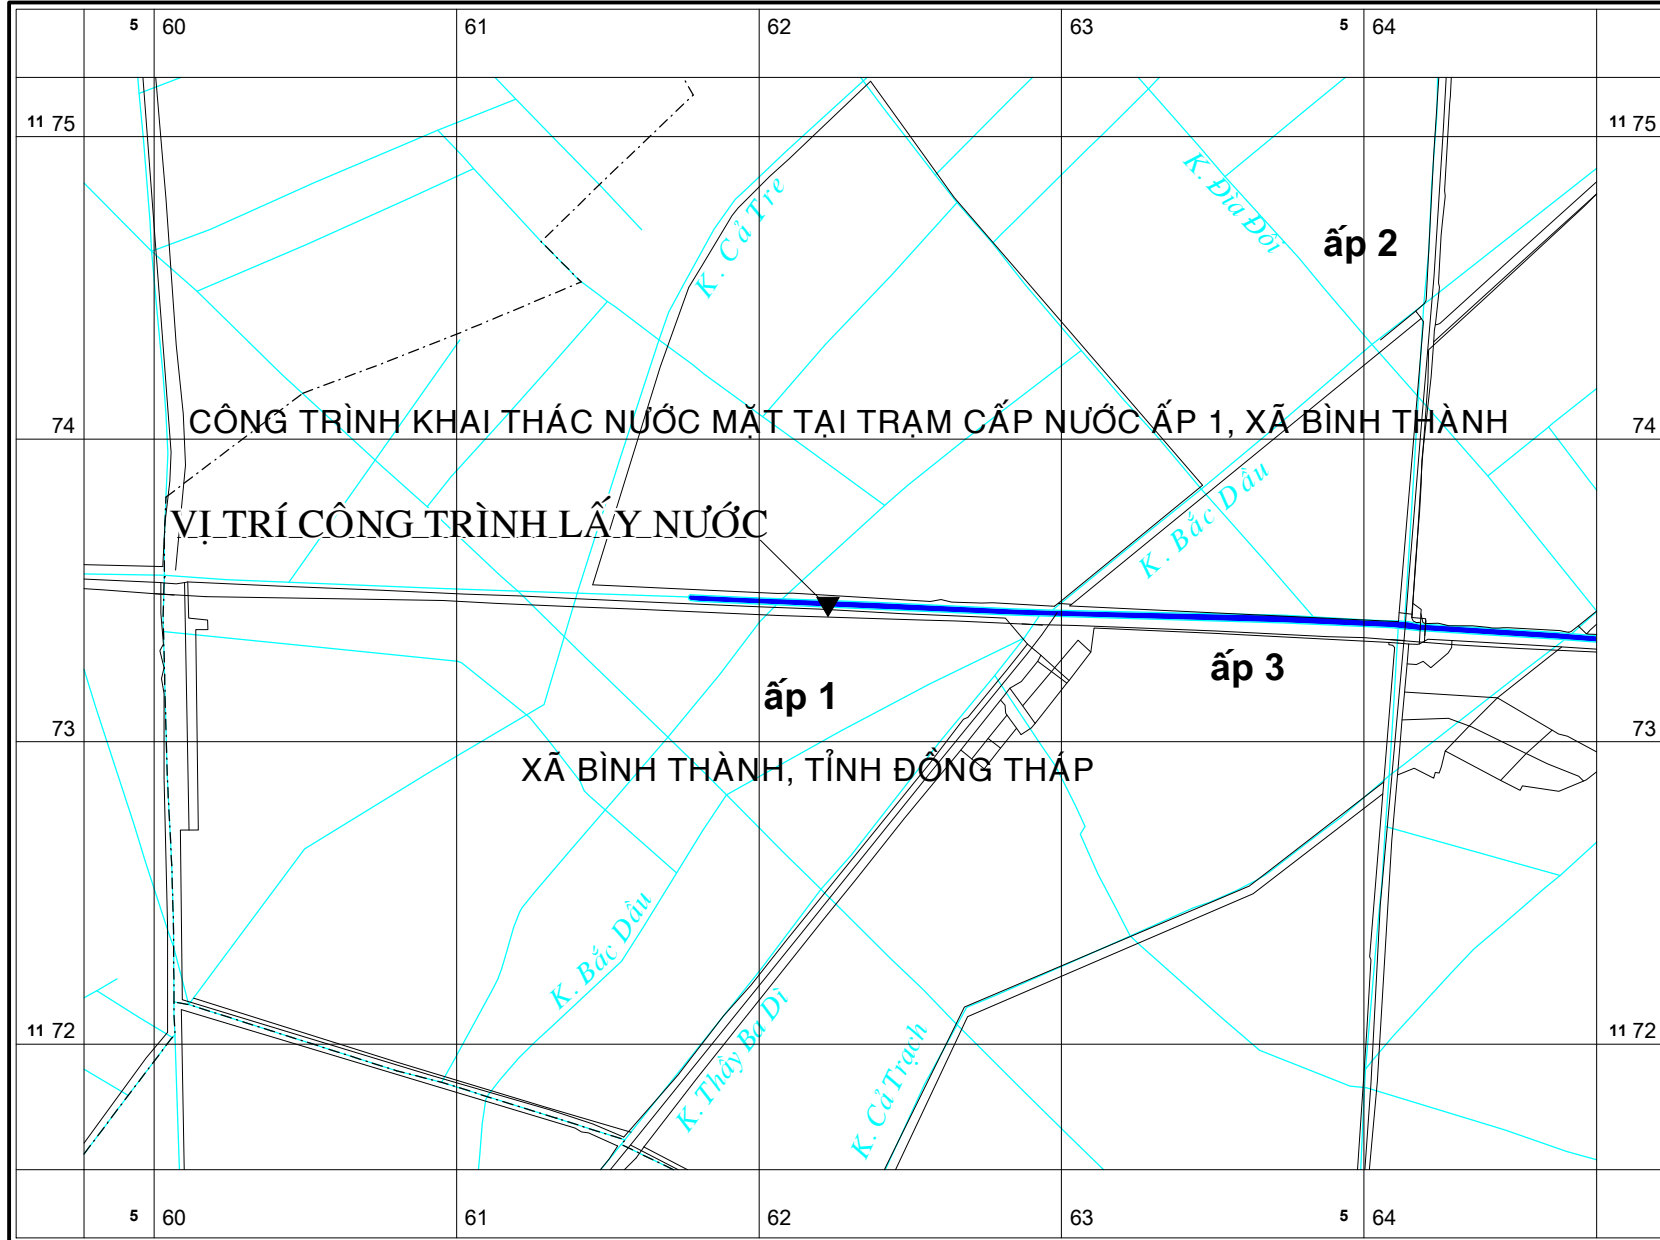 5 60 61 62 63 5 64
11 75 11 75
K. Cả Tre
K. Đìa Đôi
ấp 2
CÔNG TRÌNH KHAI THÁC NƯỚC MẶT TẠI TRẠM CẤP NƯỚC ẤP 1, XÃ BÌNH THÀNH
74 74
K. Bắc Dầu
VỊ TRÍ CÔNG TRÌNH LẤY NƯỚC
ấp 3
ấp 1
73 73
XÃ BÌNH THÀNH, TỈNH ĐỒNG THÁP
K. Bắc Dầu
K. Thầy Ba Dì
K. Cả Trạch
11 72 11 72
5 60 61 62 63 5 64